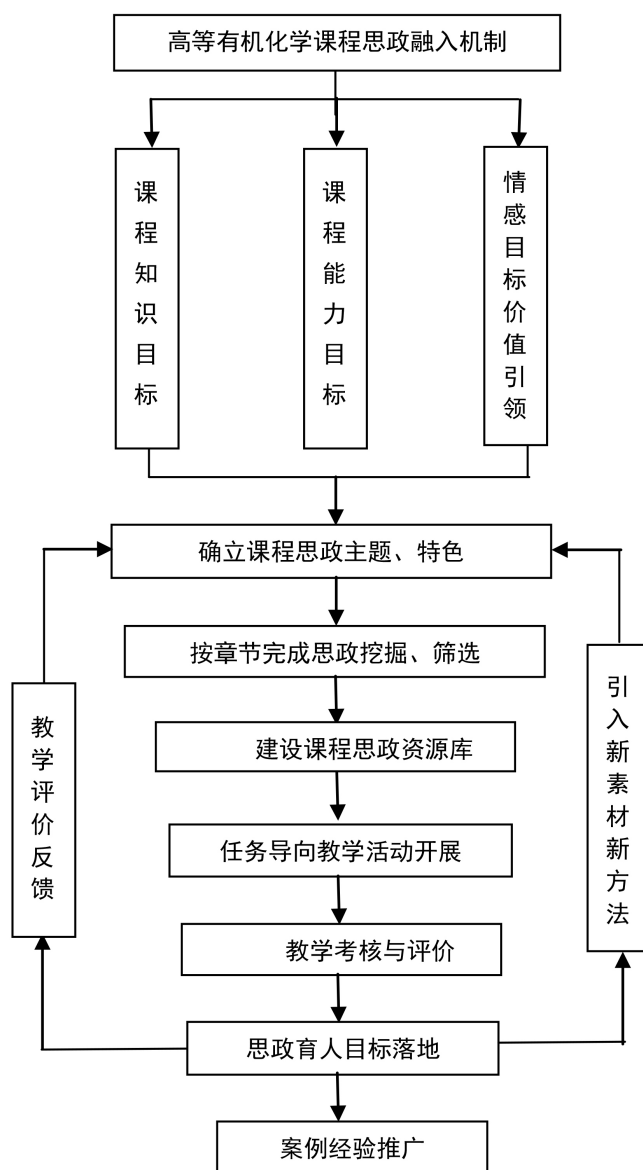 高等有机化学课程思政融入机制
课程知识目标
课程能力目标
情感目标价值引领
确立课程思政主题、特色
按章节完成思政挖掘、筛选
教学评价反馈
引入新素材新方法
建设课程思政资源库
任务导向教学活动开展
教学考核与评价
思政育人目标落地
案例经验推广